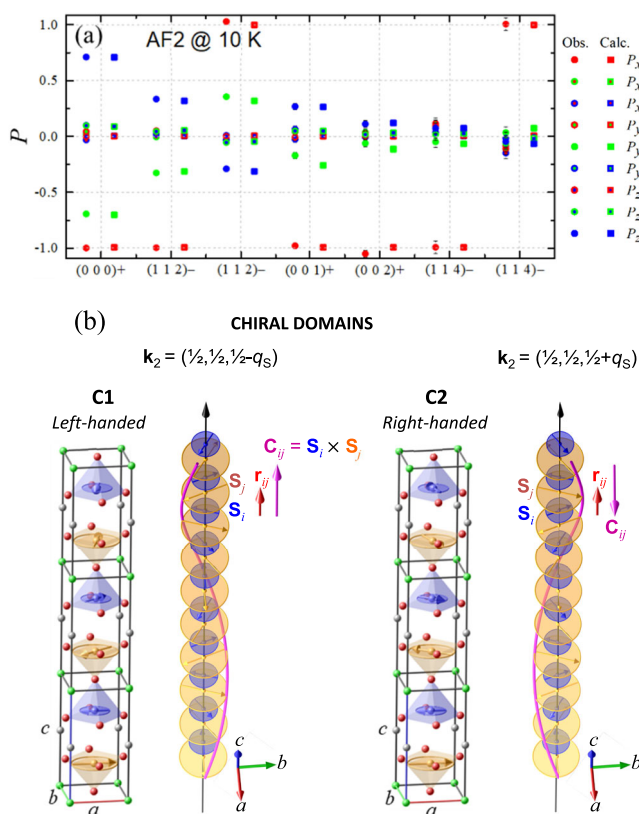 (a) AF2 @ 10 K
Obs. Calc.
1.0
0.5
0.0
-0.5
-1.0
P
(0 0 0)+ (1 1 2)− (1 1 2)− (0 0 1)+ (0 0 2)+ (1 1 4)− (1 1 4)−
(b)
CHIRAL DOMAINS
k₂ = (½,½,½-qS)
k₂ = (½,½,½+qS)
C1
Left-handed
C2
Right-handed
Cij = Si × Sj
Sj rij
Si
Sj rij
Si
Cij
c
b
a
c
b
a
c
b
a
c
b
a